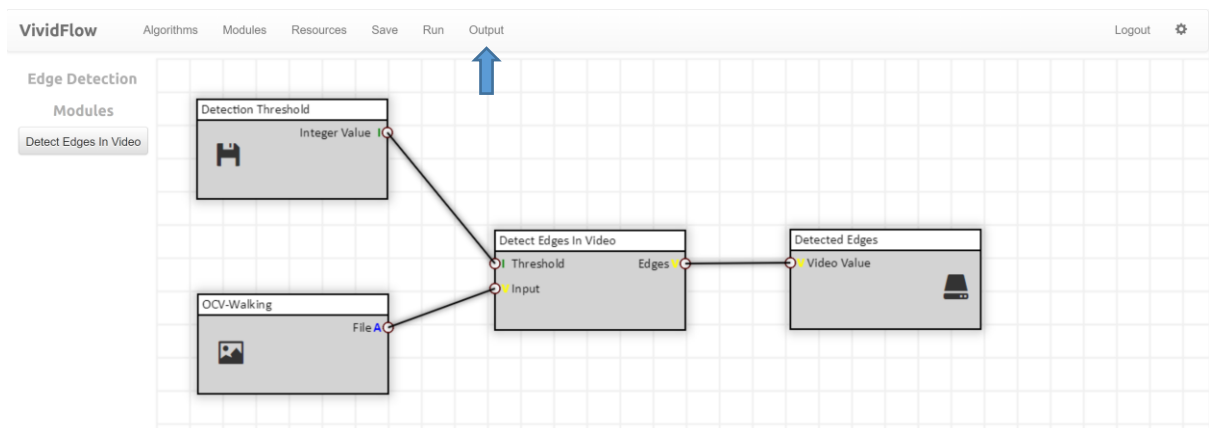 VividFlow Algorithms Modules Resources Save Run Output Logout
Edge Detection
Modules
Detect Edges In Video
Detection Threshold
Integer Value I
OCV-Walking
File A
Detect Edges In Video
I Threshold Edges V
V Input
Detected Edges
V Video Value